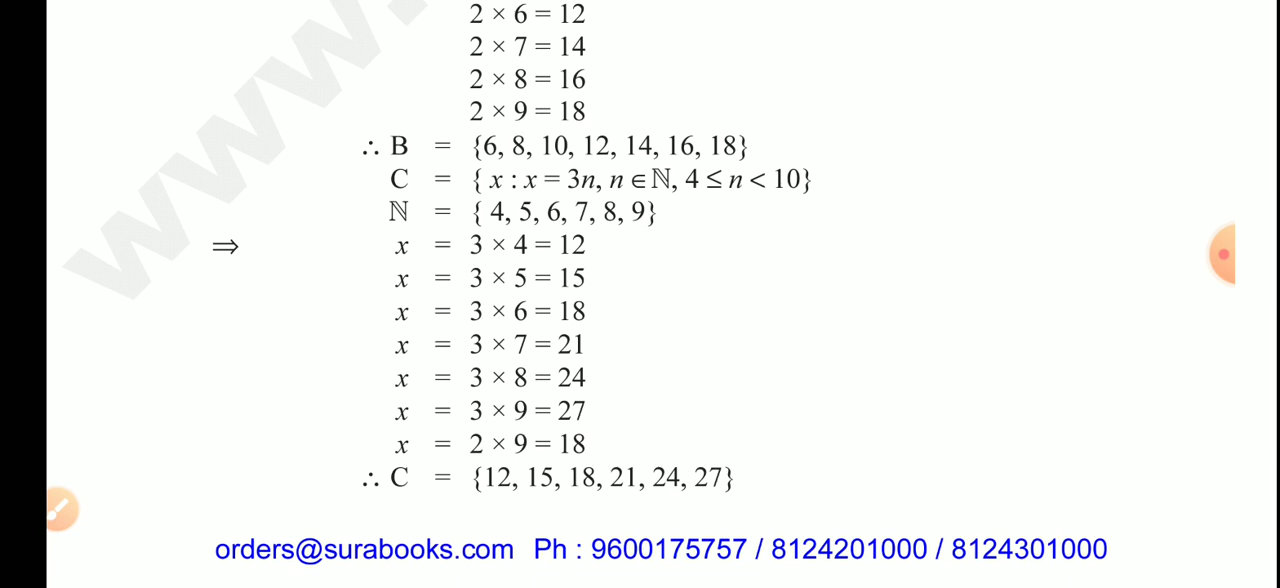 2 × 6 = 12
2 × 7 = 14
2 × 8 = 16
2 × 9 = 18
∴ B = {6, 8, 10, 12, 14, 16, 18}
C = { x : x = 3n, n ∈ ℕ, 4 ≤ n < 10}
ℕ = { 4, 5, 6, 7, 8, 9}
⇒ x = 3 × 4 = 12
x = 3 × 5 = 15
x = 3 × 6 = 18
x = 3 × 7 = 21
x = 3 × 8 = 24
x = 3 × 9 = 27
x = 2 × 9 = 18
∴ C = {12, 15, 18, 21, 24, 27}
orders@surabooks.com Ph : 9600175757 / 8124201000 / 8124301000
www.